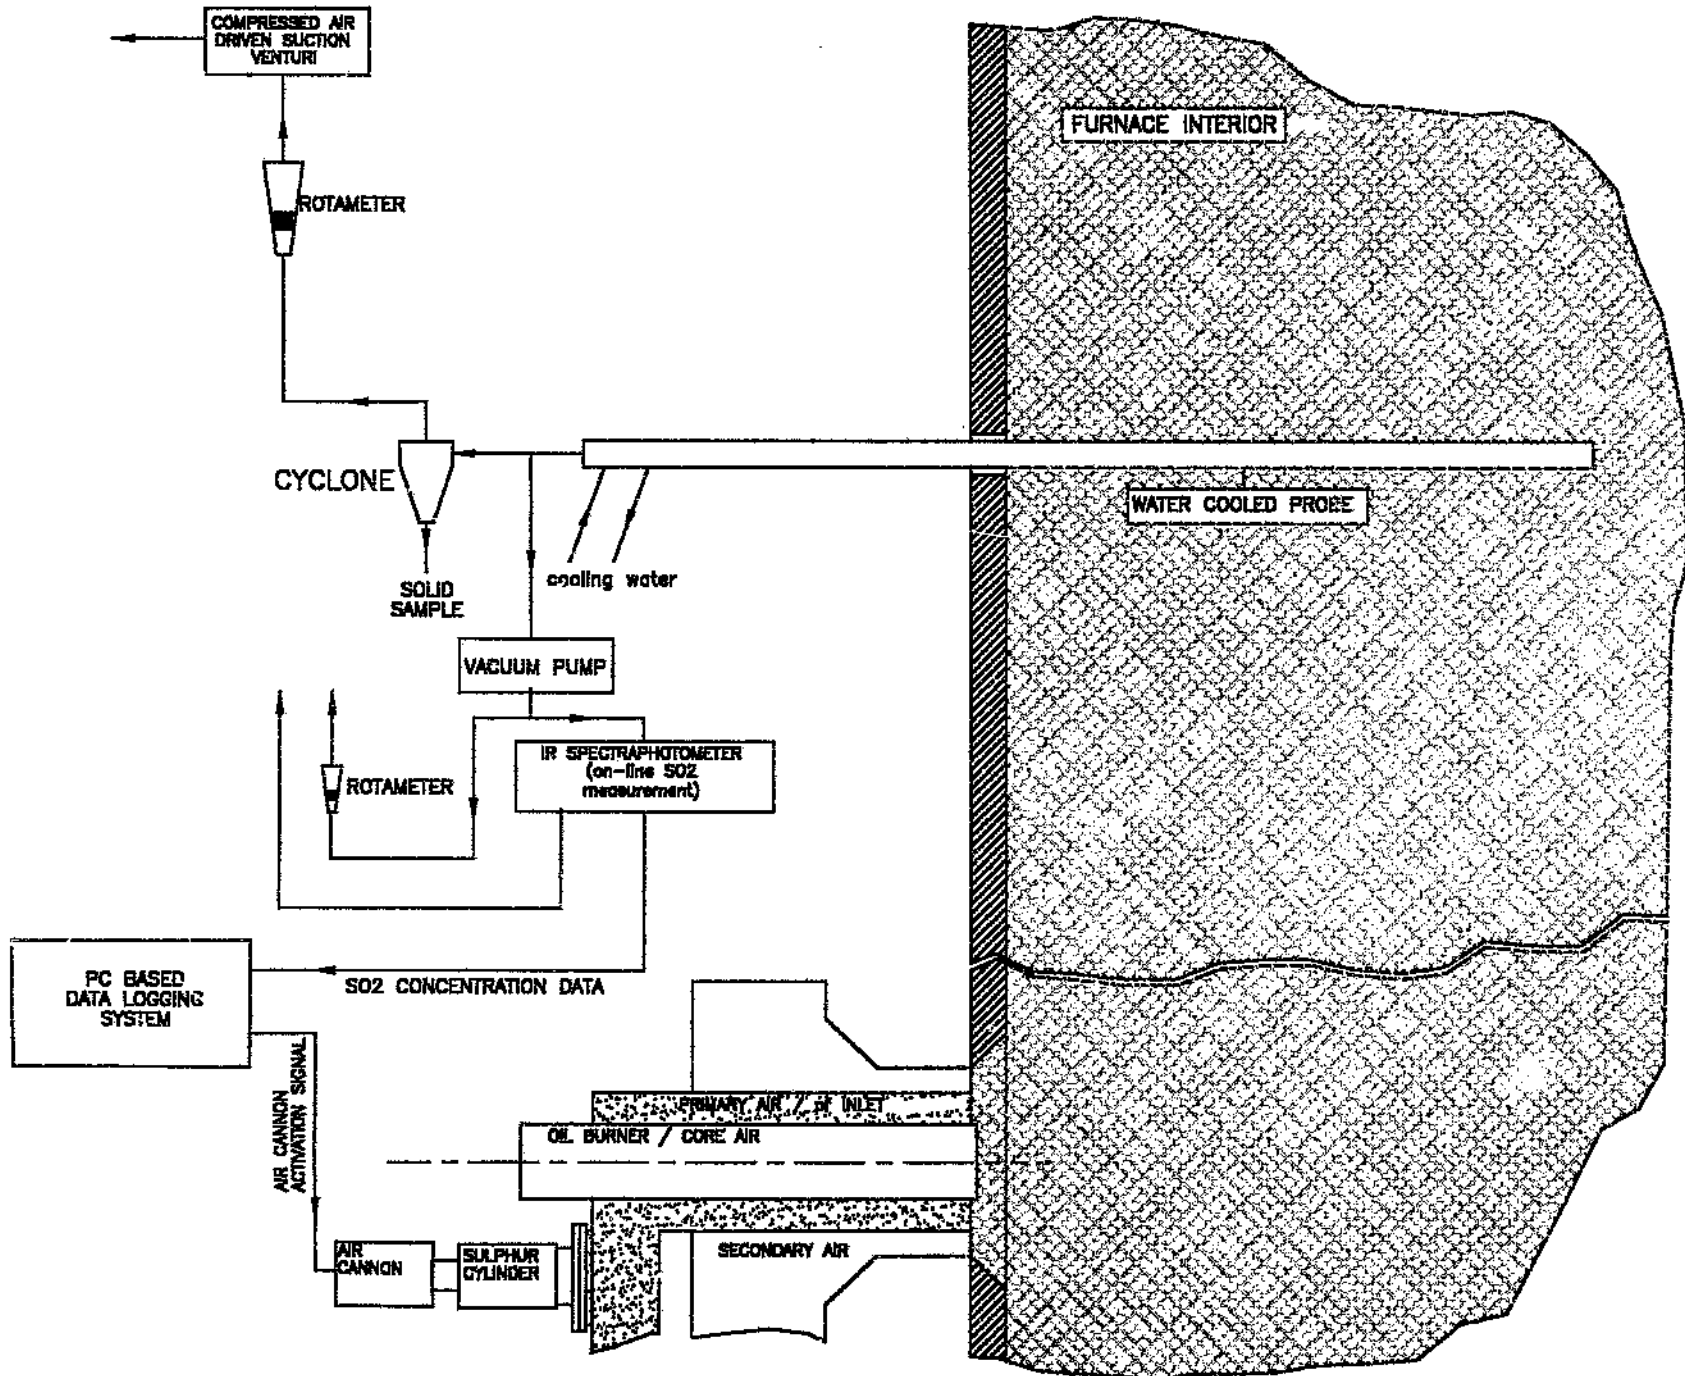 COMPRESSED AIR
DRIVEN SUCTION
VENTURI
FURNACE INTERIOR
ROTAMETER
CYCLONE
WATER COOLED PROBE
cooling water
SOLID
SAMPLE
VACUUM PUMP
IR SPECTRAPHOTOMETER
(on-line SO2
measurement)
ROTAMETER
PC BASED
DATA LOGGING
SYSTEM
SO2 CONCENTRATION DATA
AIR CANNON
ACTIVATION SIGNAL
PRIMARY AIR / pf INLET
OIL BURNER / CORE AIR
AIR
CANNON
SULPHUR
CYLINDER
SECONDARY AIR